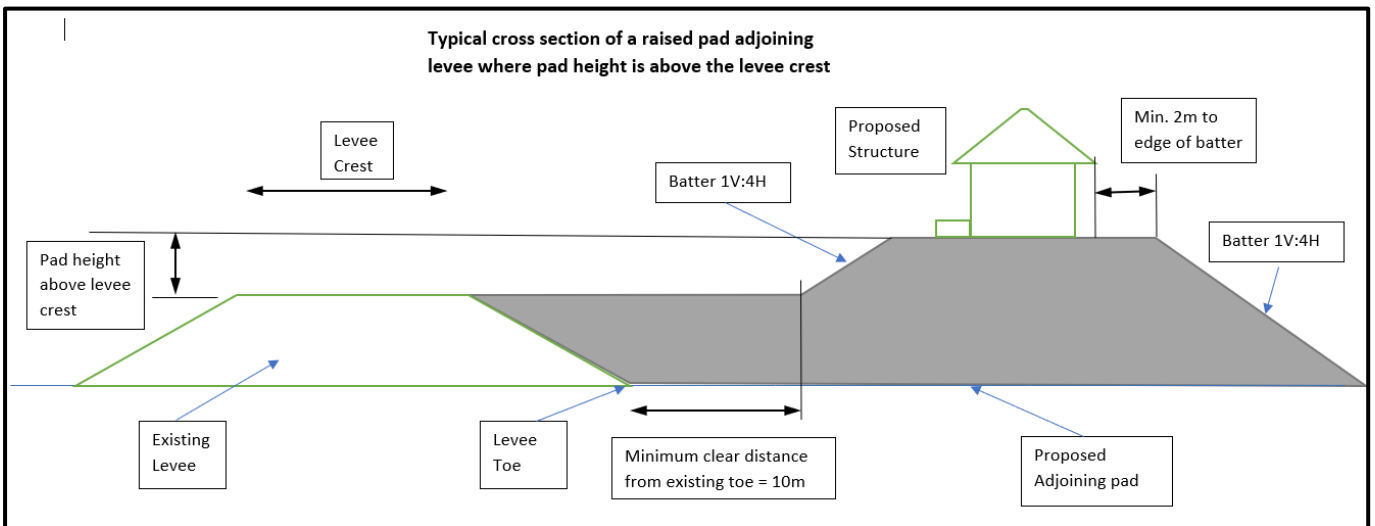 Typical cross section of a raised pad adjoining
levee where pad height is above the levee crest
Levee
Crest
Proposed
Structure
Min. 2m to
edge of batter
Batter 1V:4H
Batter 1V:4H
Pad height
above levee
crest
Existing
Levee
Levee
Toe
Minimum clear distance
from existing toe = 10m
Proposed
Adjoining pad